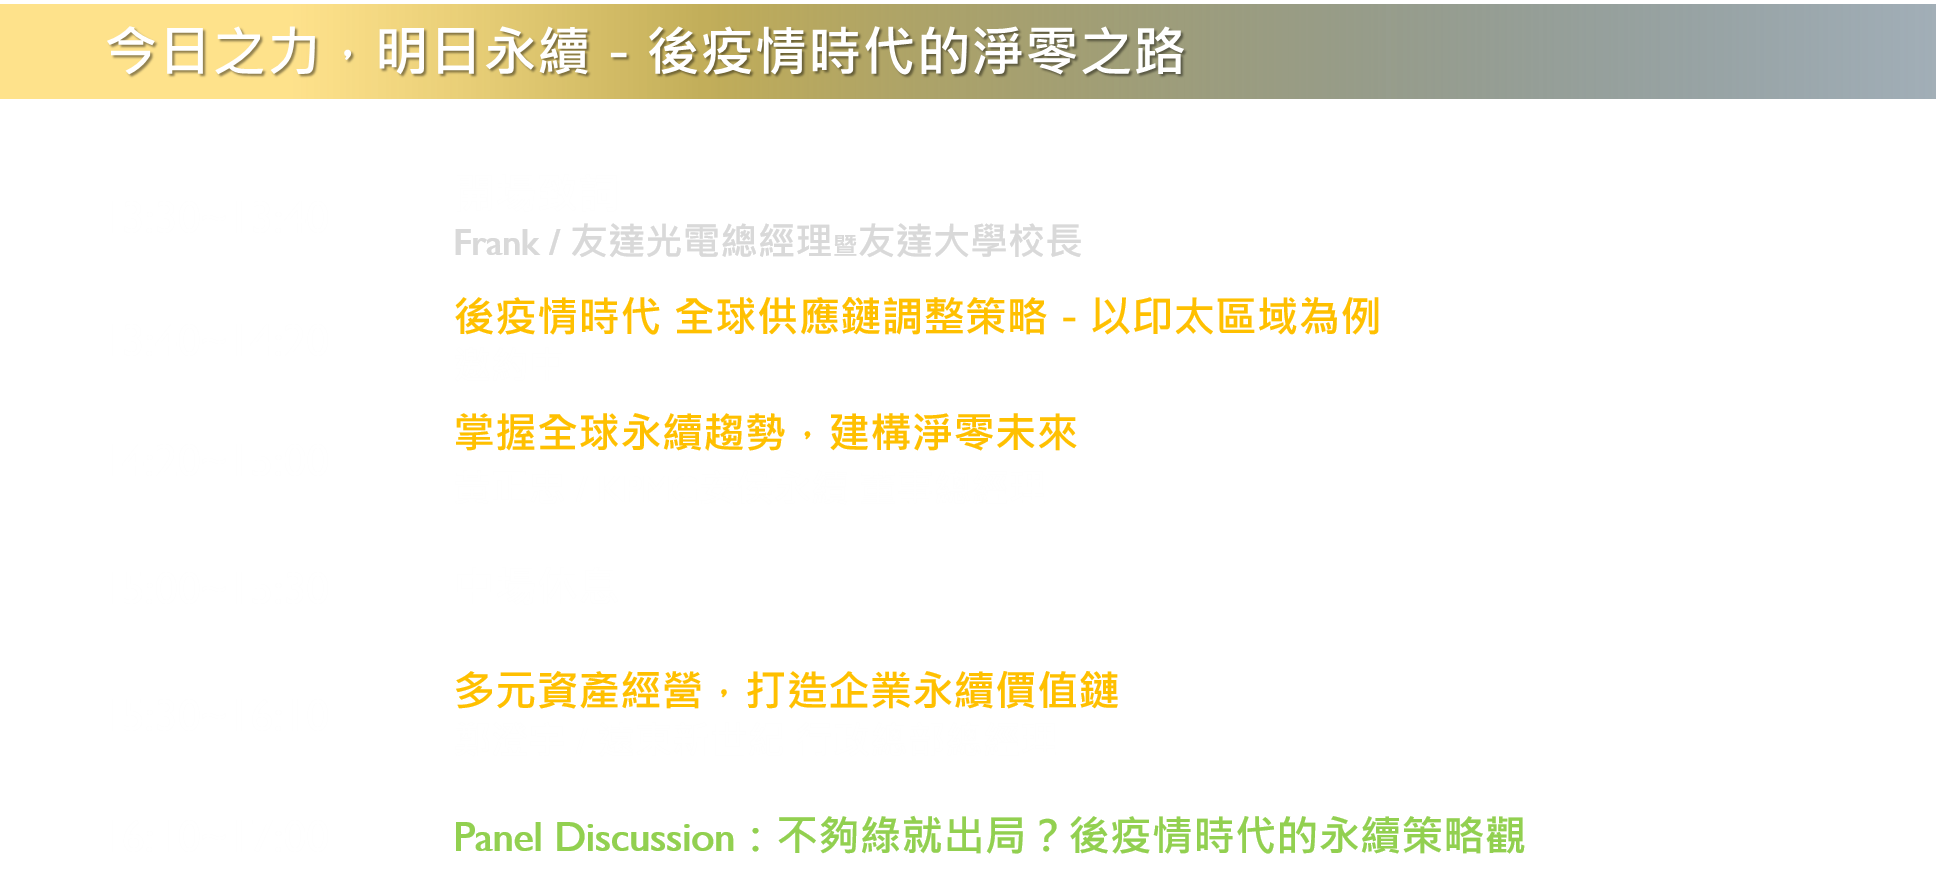 今日之力，明日永續 - 後疫情時代的淨零之路
Frank / 友達光電總經理暨友達大學校長
後疫情時代 全球供應鏈調整策略 - 以印太區域為例
掌握全球永續趨勢，建構淨零未來
多元資產經營，打造企業永續價值鏈
Panel Discussion：不夠綠就出局？後疫情時代的永續策略觀